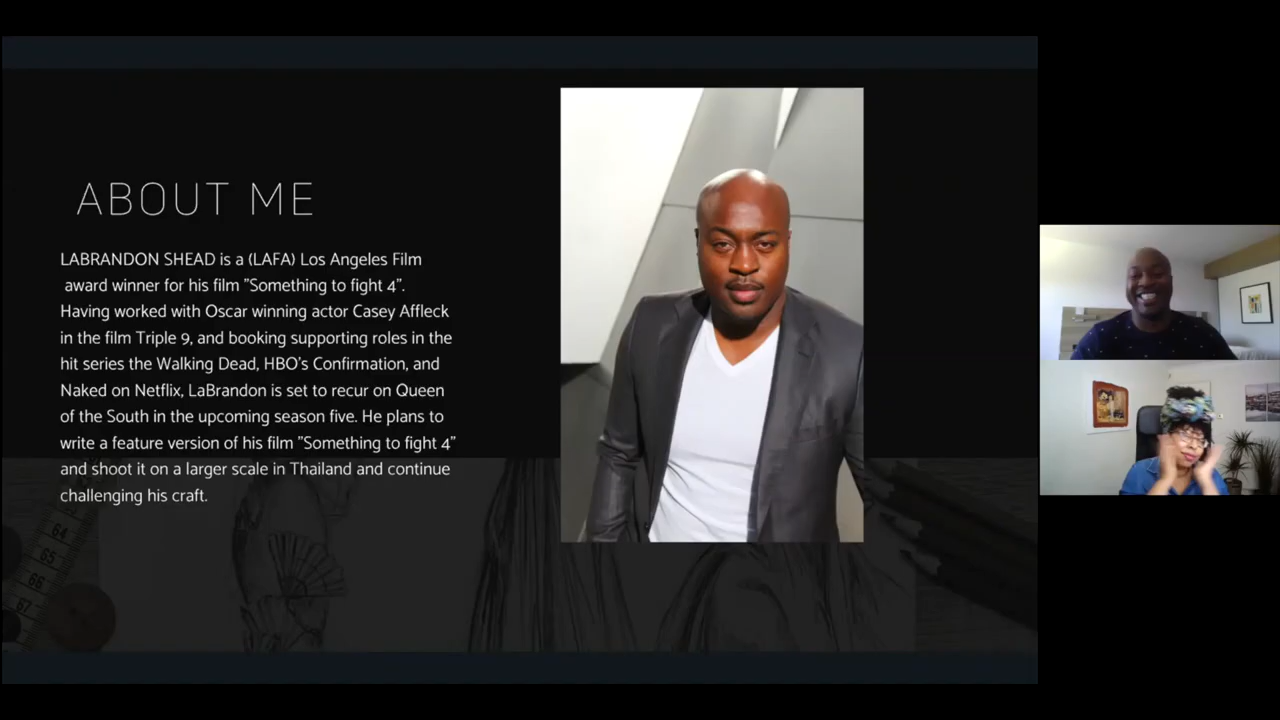 ABOUT ME
LABRANDON SHEAD is a (LAFA) Los Angeles Film
award winner for his film "Something to fight 4".
Having worked with Oscar winning actor Casey Affleck
in the film Triple 9, and booking supporting roles in the
hit series the Walking Dead, HBO's Confirmation, and
Naked on Netflix, LaBrandon is set to recur on Queen
of the South in the upcoming season five. He plans to
write a feature version of his film "Something to fight 4"
and shoot it on a larger scale in Thailand and continue
challenging his craft.
64
65
66
67